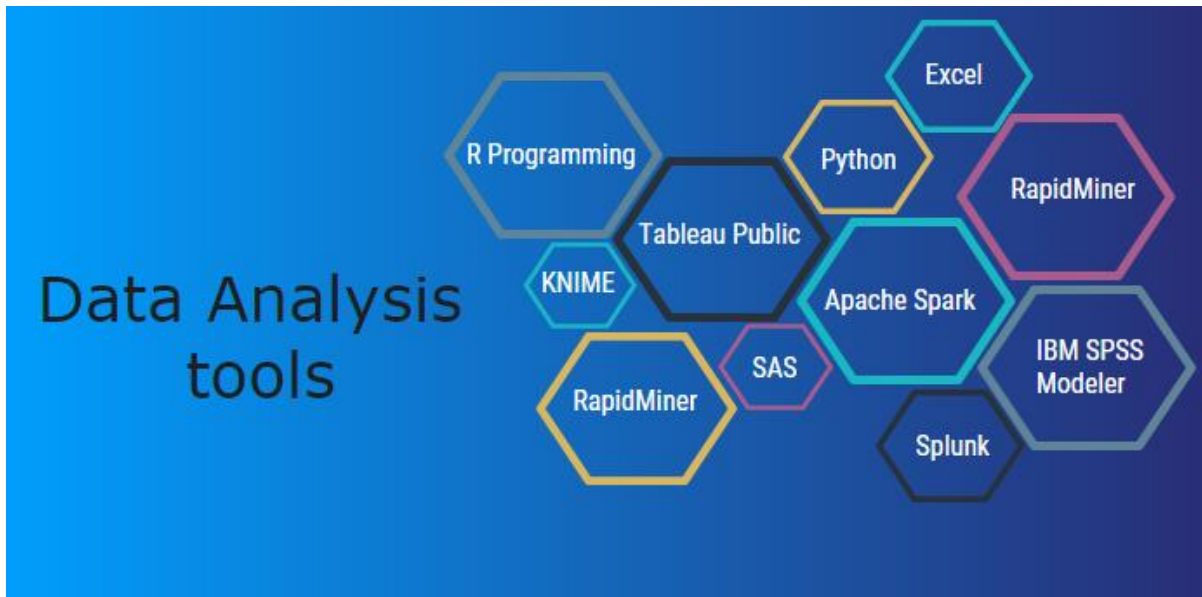 Data Analysis
tools
Excel
R Programming
Python
RapidMiner
Tableau Public
KNIME
Apache Spark
IBM SPSS
Modeler
SAS
RapidMiner
Splunk